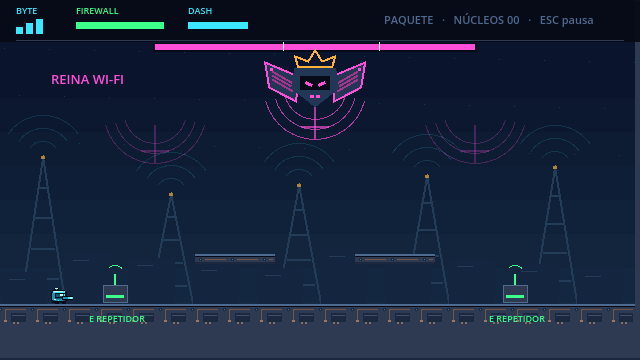 BYTE
FIREWALL
DASH
PAQUETE · NÚCLEOS 00 · ESC pausa
REINA WI-FI
E REPETIDOR
E REPETIDOR